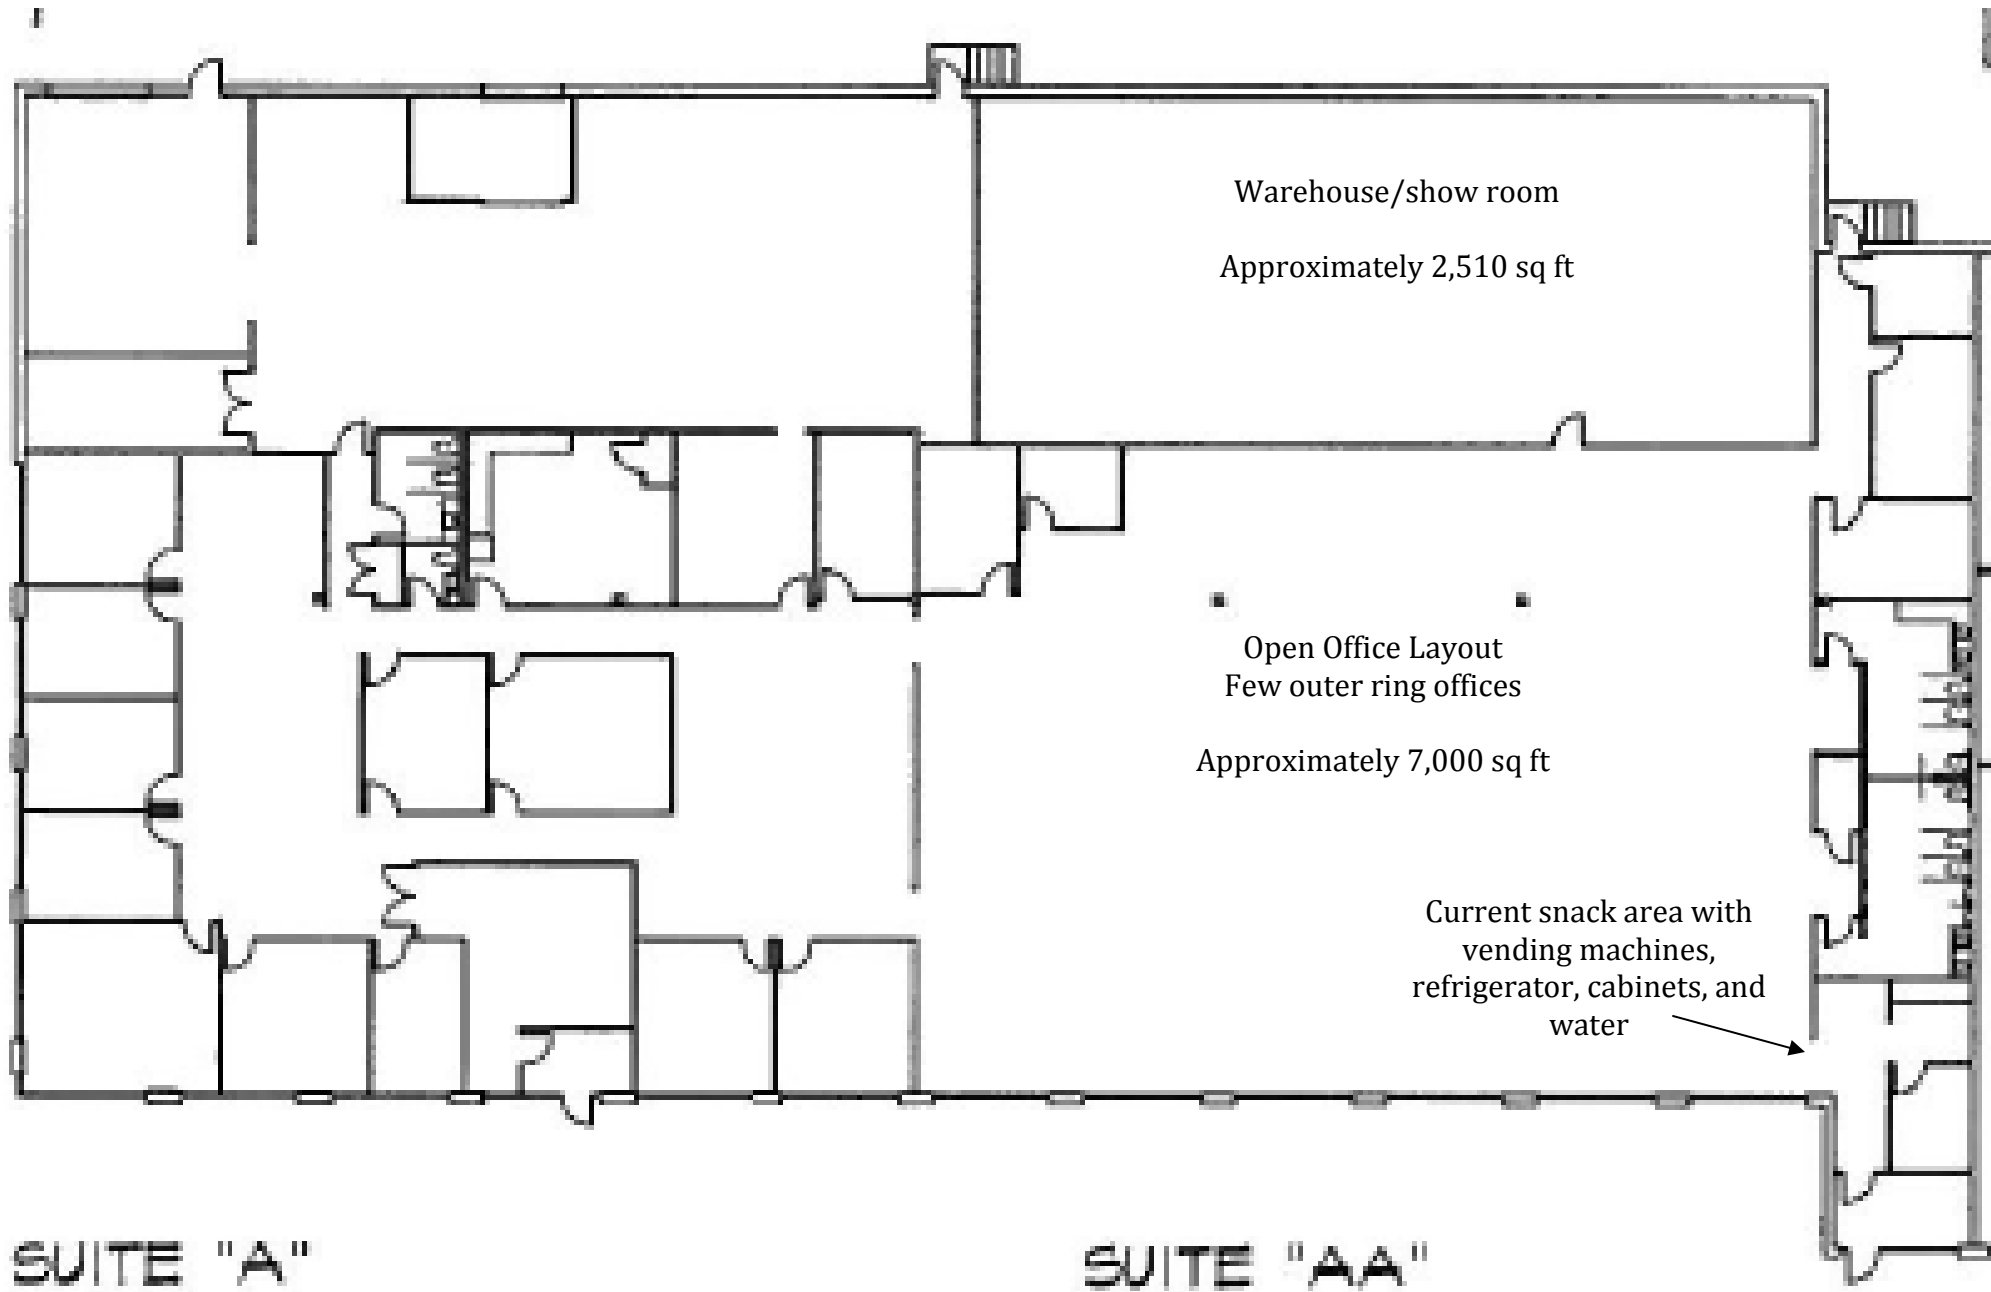 Warehouse/show room
Approximately 2,510 sq ft
Open Office Layout
Few outer ring offices
Approximately 7,000 sq ft
Current snack area with
vending machines,
refrigerator, cabinets, and
water
SUITE "A"
SUITE "AA"